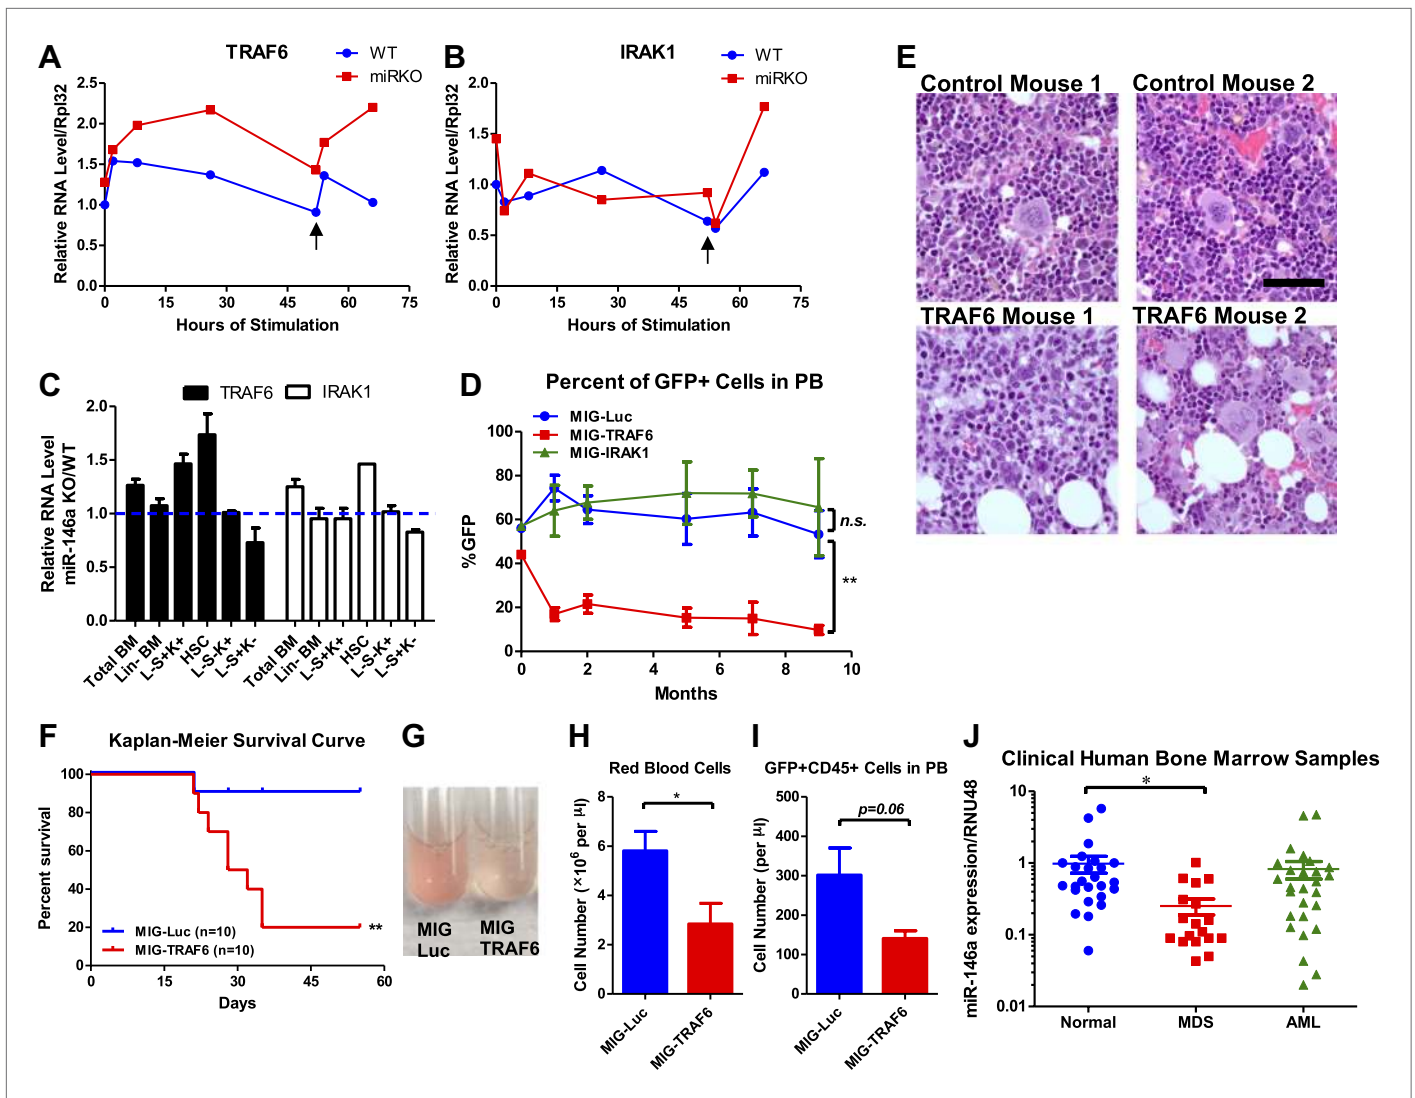 A
TRAF6
WT
miRKO
Relative RNA Level/Rpl32
2.5
2.0
1.5
1.0
0.5
0.0
0 15 30 45 60 75
Hours of Stimulation
B
IRAK1
WT
miRKO
Relative RNA Level/Rpl32
2.0
1.5
1.0
0.5
0.0
0 15 30 45 60 75
Hours of Stimulation
E
Control Mouse 1
Control Mouse 2
TRAF6 Mouse 1
TRAF6 Mouse 2
C
TRAF6
IRAK1
Relative RNA Level
miR-146a KO/WT
2.0
1.5
1.0
0.5
0.0
Total BM
Lin- BM
L-S+K+
HSC
L-S-K+
L-S+K-
Total BM
Lin- BM
L-S+K+
HSC
L-S-K+
L-S+K-
D
Percent of GFP+ Cells in PB
MIG-Luc
MIG-TRAF6
MIG-IRAK1
%GFP
100
80
60
40
20
0
n.s.
**
0 2 4 6 8 10
Months
F
Kaplan-Meier Survival Curve
Percent survival
100
80
60
40
20
0
MIG-Luc (n=10)
MIG-TRAF6 (n=10)
**
0 15 30 45 60
Days
G
MIG
Luc
MIG
TRAF6
H
Red Blood Cells
Cell Number (×10⁶ per µl)
8
6
4
2
0
*
MIG-Luc
MIG-TRAF6
I
GFP+CD45+ Cells in PB
Cell Number (per µl)
500
400
300
200
100
0
p=0.06
MIG-Luc
MIG-TRAF6
J
Clinical Human Bone Marrow Samples
miR-146a expression/RNU48
10
1
0.1
0.01
*
Normal
MDS
AML